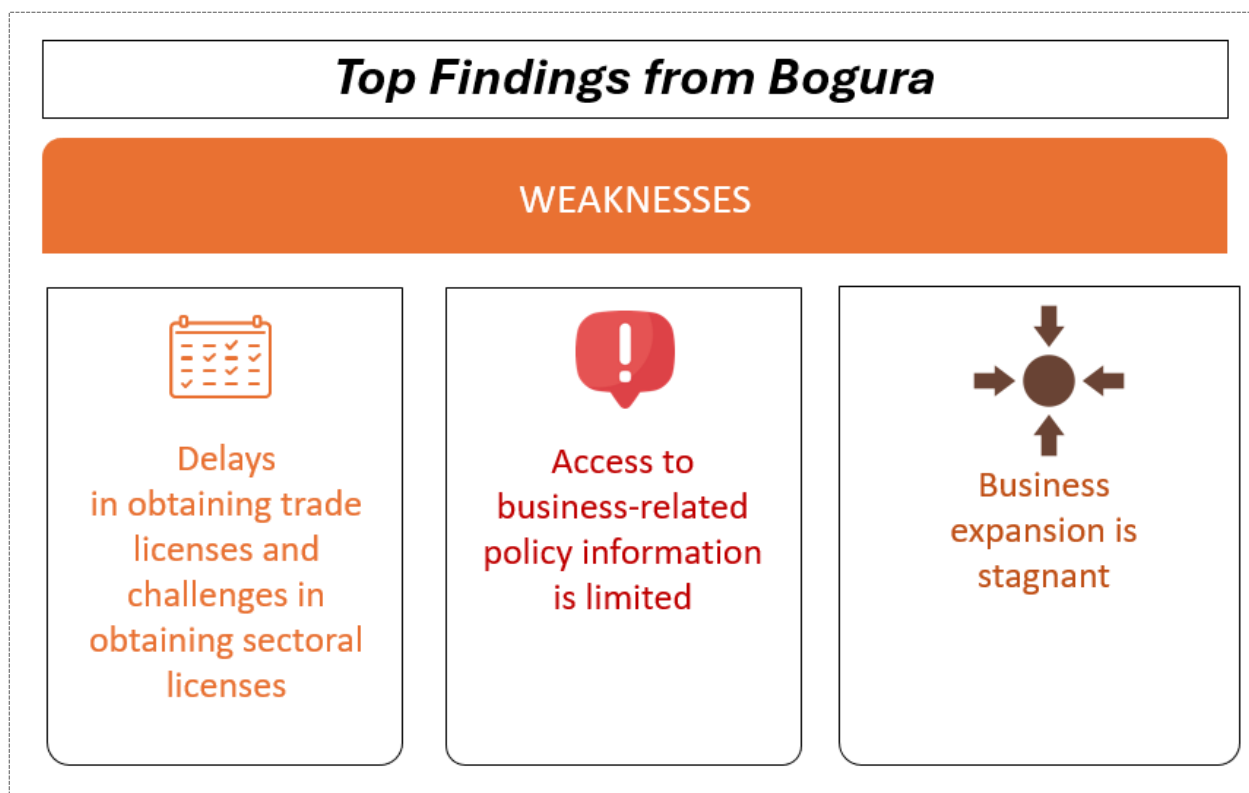 Top Findings from Bogura
WEAKNESSES
Delays
in obtaining trade
licenses and
challenges in
obtaining sectoral
licenses
Access to
business-related
policy information
is limited
Business
expansion is
stagnant